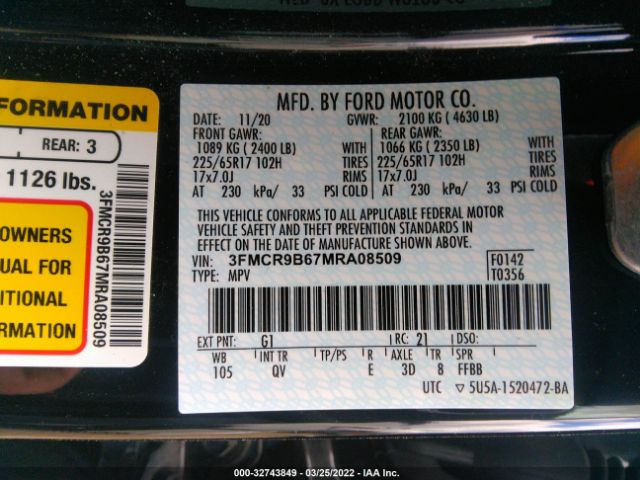 FORMATION
REAR: 3
1126 lbs.
OWNERS
UAL FOR
ITIONAL
ORMATION
3FMCR9B67MRA08509
MFD. BY FORD MOTOR CO.
DATE: 11/20 GVWR: 2100 KG ( 4630 LB)
FRONT GAWR: REAR GAWR:
1089 KG ( 2400 LB) WITH 1066 KG ( 2350 LB) WITH
225/65R17 102H TIRES 225/65R17 102H TIRES
17x7.0J RIMS 17x7.0J RIMS
AT 230 kPa/ 33 PSI COLD AT 230 kPa/ 33 PSI COLD
THIS VEHICLE CONFORMS TO ALL APPLICABLE FEDERAL MOTOR
VEHICLE SAFETY AND THEFT PREVENTION STANDARDS IN
EFFECT ON THE DATE OF MANUFACTURE SHOWN ABOVE.
VIN: 3FMCR9B67MRA08509 F0142
TYPE: MPV T0356
EXT PNT: G1 RC: 21 DSO:
WB INT TR TP/PS R AXLE TR SPR
105 QV E 3D 8 FFBB
UTC ▽ 5U5A-1520472-BA
000-32743849 - 03/25/2022 - IAA Inc.